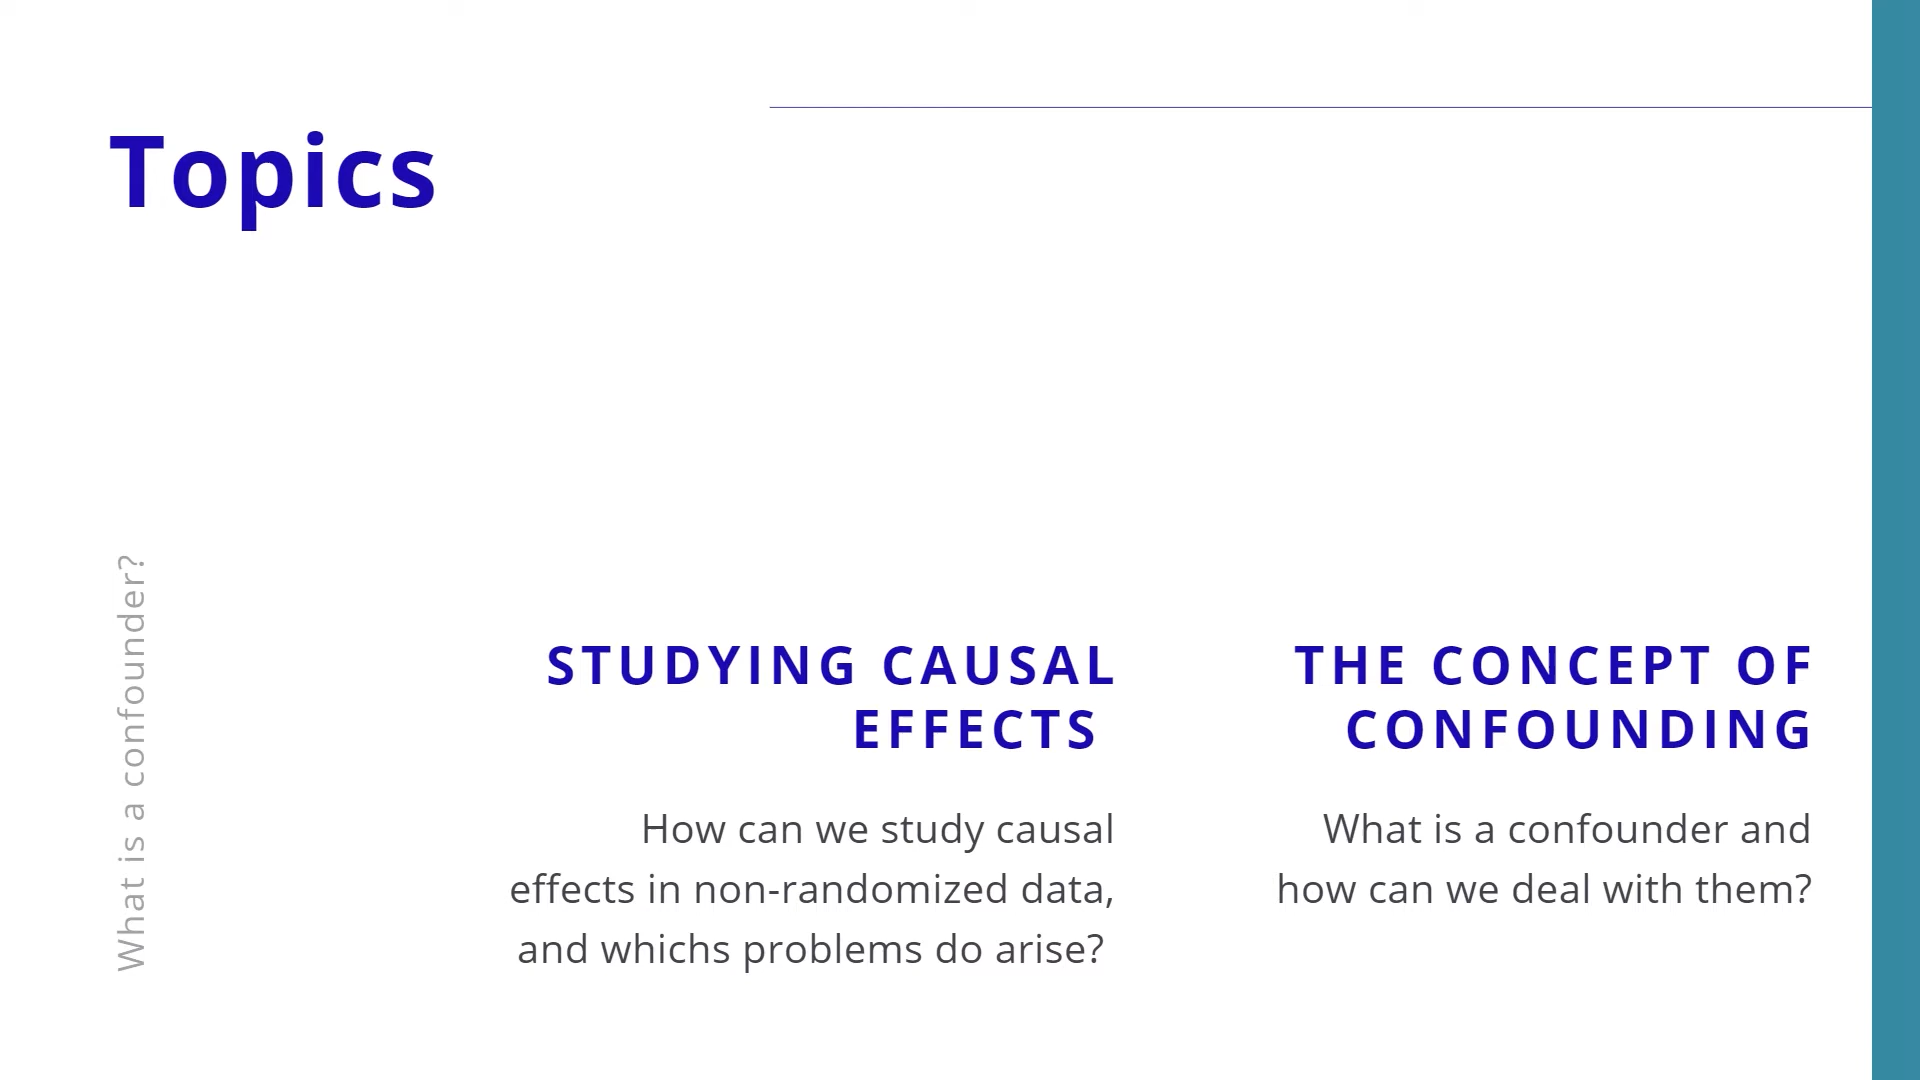 Topics
What is a confounder?
STUDYING CAUSAL
EFFECTS
How can we study causal
effects in non-randomized data,
and whichs problems do arise?
THE CONCEPT OF
CONFOUNDING
What is a confounder and
how can we deal with them?